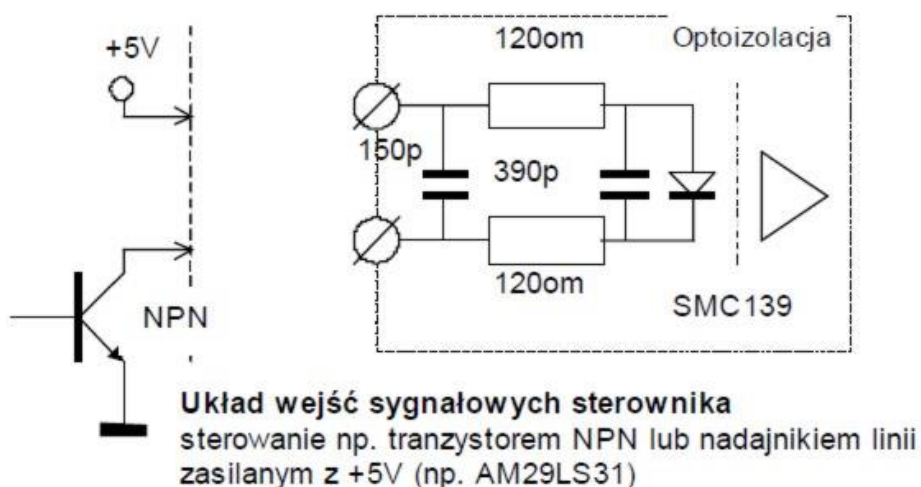 +5V
120om
Optoizolacja
150p
390p
NPN
120om
SMC139
Układ wejść sygnałowych sterownika
sterowanie np. tranzystorem NPN lub nadajnikiem linii
zasilanym z +5V (np. AM29LS31)